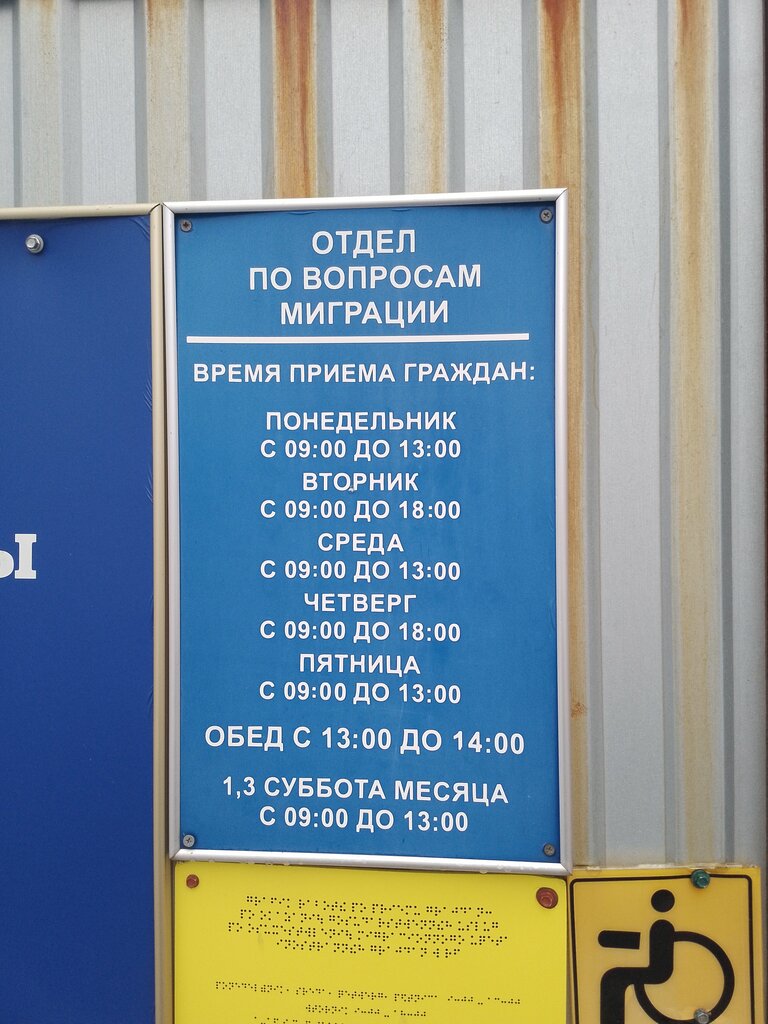 ОТДЕЛ
ПО ВОПРОСАМ
МИГРАЦИИ
ВРЕМЯ ПРИЕМА ГРАЖДАН:
ПОНЕДЕЛЬНИК
С 09:00 ДО 13:00
ВТОРНИК
С 09:00 ДО 18:00
СРЕДА
С 09:00 ДО 13:00
ЧЕТВЕРГ
С 09:00 ДО 18:00
ПЯТНИЦА
С 09:00 ДО 13:00
ОБЕД С 13:00 ДО 14:00
1,3 СУББОТА МЕСЯЦА
С 09:00 ДО 13:00